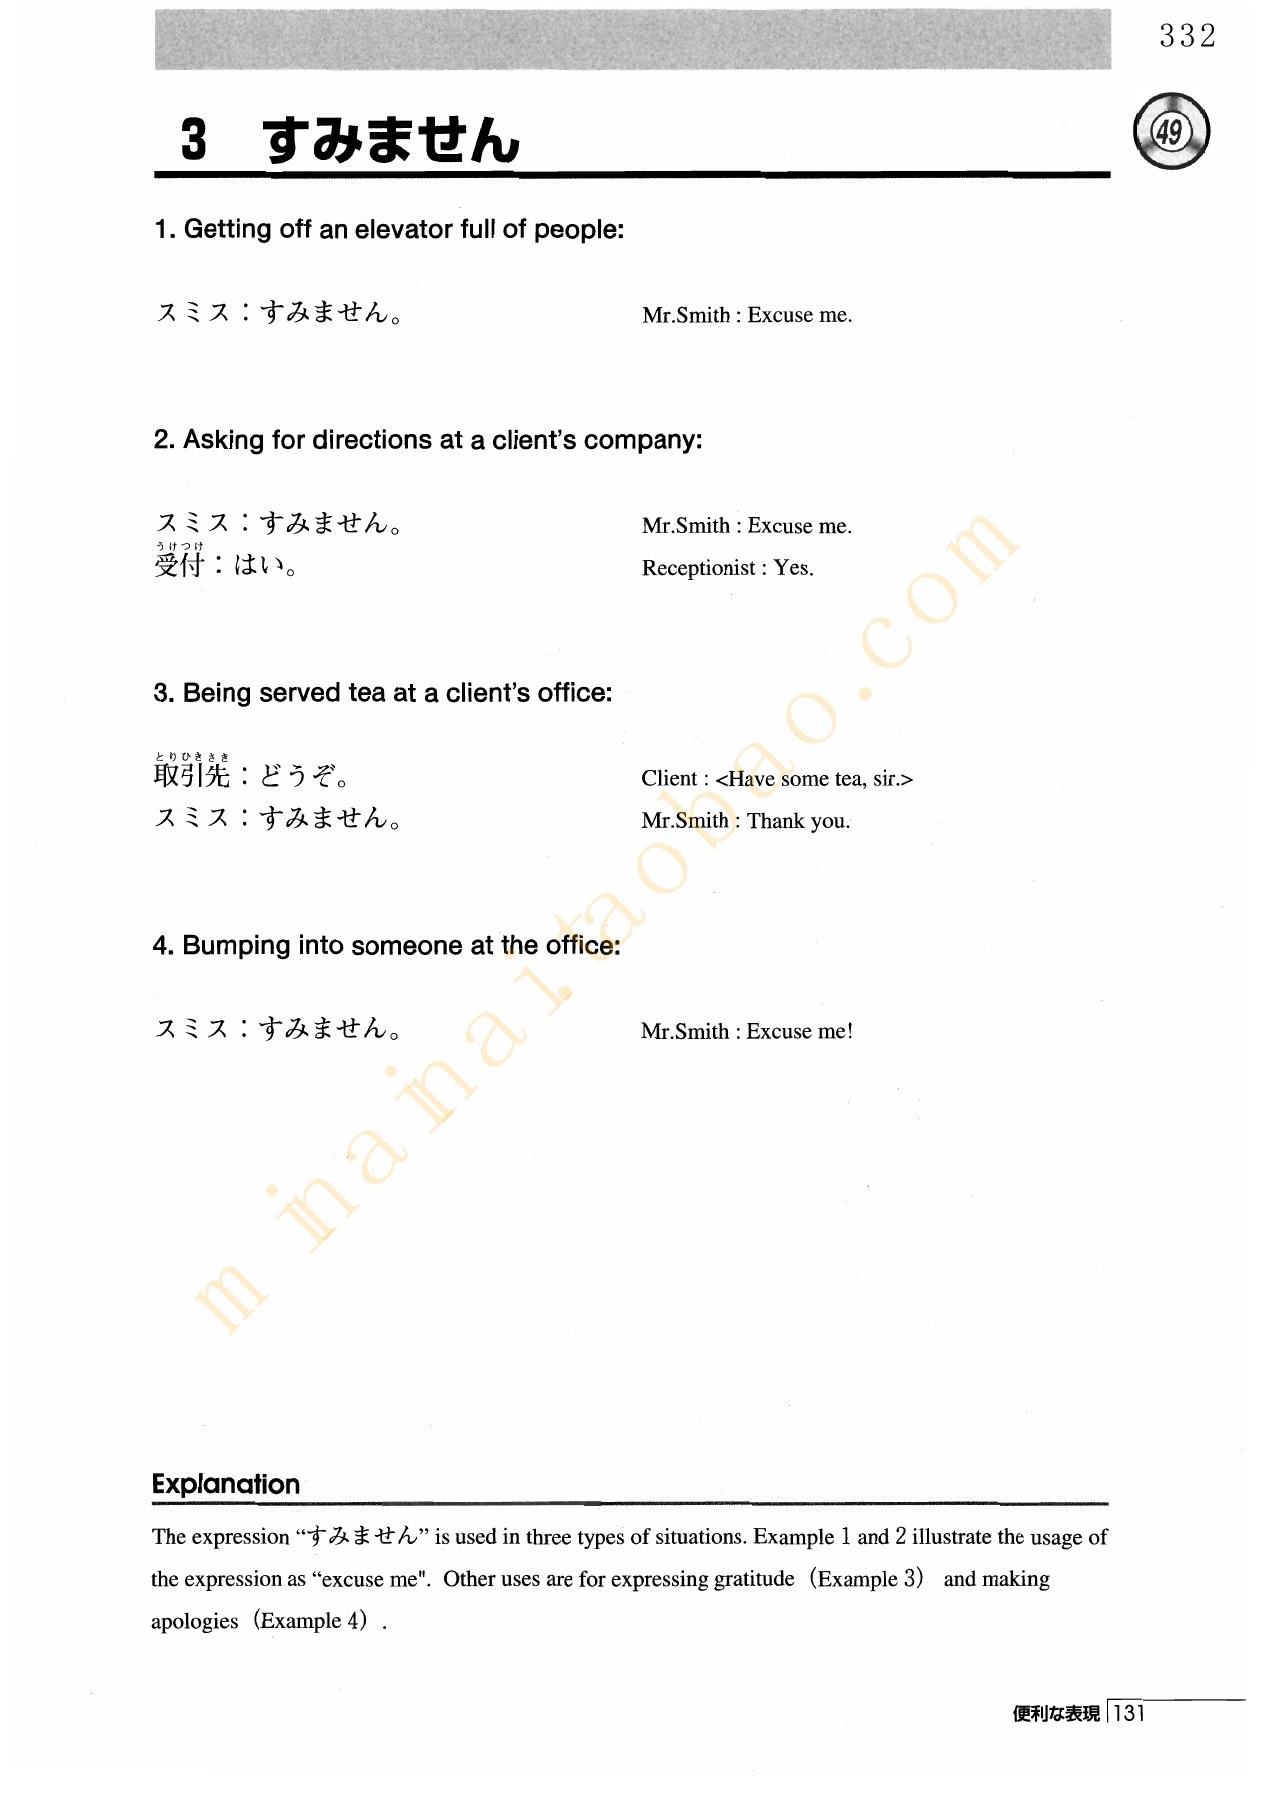 332
3 すみません
49
1. Getting off an elevator full of people:
スミス：すみません。
Mr.Smith : Excuse me.
2. Asking for directions at a client's company:
スミス：すみません。
Mr.Smith : Excuse me.
うけつけ
受付：はい。
Receptionist : Yes.
3. Being served tea at a client's office:
とりひきさき
取引先：どうぞ。
Client : <Have some tea, sir.>
スミス：すみません。
Mr.Smith : Thank you.
4. Bumping into someone at the office:
スミス：すみません。
Mr.Smith : Excuse me!
minnainai.taobao.com
Explanation
The expression “すみません” is used in three types of situations. Example 1 and 2 illustrate the usage of
the expression as “excuse me". Other uses are for expressing gratitude（Example 3） and making
apologies（Example 4）.
便利な表現 131